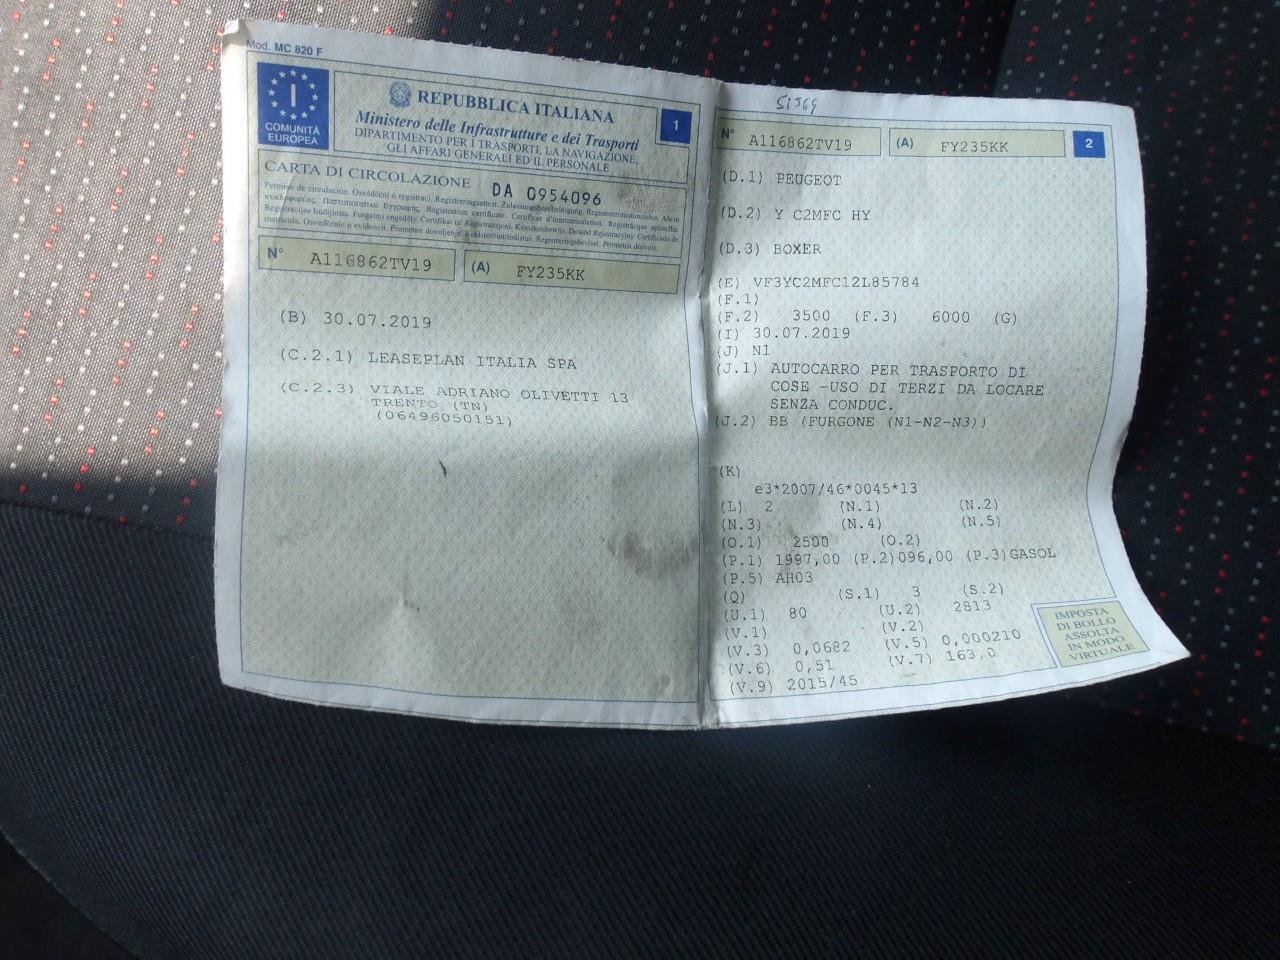 Mod. MC 820 F
I
COMUNITÀ
EUROPEA
REPUBBLICA ITALIANA
Ministero delle Infrastrutture e dei Trasporti
DIPARTIMENTO PER I TRASPORTI, LA NAVIGAZIONE,
GLI AFFARI GENERALI ED IL PERSONALE
1
CARTA DI CIRCOLAZIONE DA 0954096
N° A116862TV19 (A) FY235KK
(B) 30.07.2019
(C.2.1) LEASEPLAN ITALIA SPA
(C.2.3) VIALE ADRIANO OLIVETTI 13
TRENTO (TN)
(06496050151)
N° A116862TV19 (A) FY235KK 2
(D.1) PEUGEOT
(D.2) Y C2MFC HY
(D.3) BOXER
(E) VF3YC2MFC12L85784
(F.1)
(F.2) 3500 (F.3) 6000 (G)
(I) 30.07.2019
(J) N1
(J.1) AUTOCARRO PER TRASPORTO DI
COSE -USO DI TERZI DA LOCARE
SENZA CONDUC.
(J.2) BB (FURGONE (N1-N2-N3))
(K)
e3*2007/46*0045*13
(L) 2 (N.1) (N.2)
(N.3) (N.4) (N.5)
(O.1) 2500 (O.2)
(P.1) 1997,00 (P.2)096,00 (P.3)GASOL
(P.5) AH03
(Q) (S.1) 3 (S.2)
(U.1) 80 (U.2) 2813
(V.1) (V.2)
(V.3) 0,0682 (V.5) 0,000210
(V.6) 0,51 (V.7) 163,0
(V.9) 2015/45
IMPOSTA
DI BOLLO
ASSOLTA
IN MODO
VIRTUALE